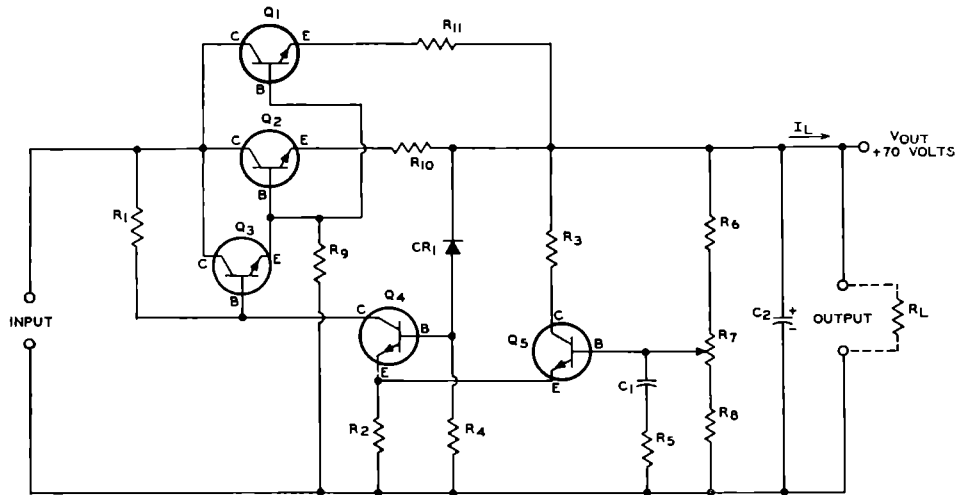 Q1
C E
B
R11
Q2
C E
B
R10
IL
VOUT
+70 VOLTS
R1
Q3
C E
B
R9
CR1
R3
R6
Q4
C
B
E
Q5
C
B
E
R7
C1
C2
+
-
OUTPUT
RL
INPUT
R2
R4
R5
R8